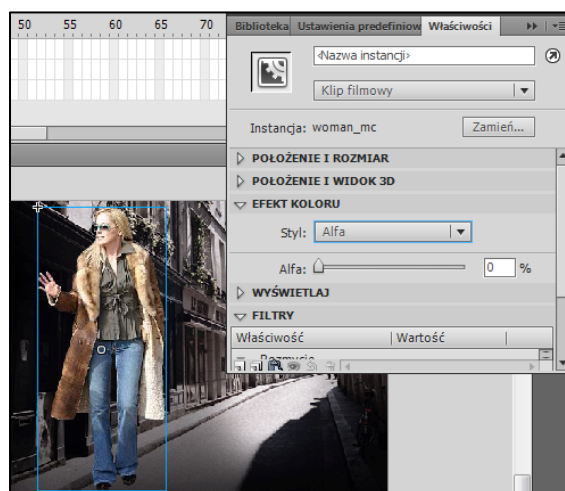 50 55 60 65 70
Biblioteka Ustawienia predefiniow Właściwości
‹Nazwa instancji›
Klip filmowy
Instancja: woman_mc Zamień...
POŁOŻENIE I ROZMIAR
POŁOŻENIE I WIDOK 3D
EFEKT KOLORU
Styl: Alfa
Alfa: 0 %
WYŚWIETLAJ
FILTRY
Właściwość Wartość
Rozmycie